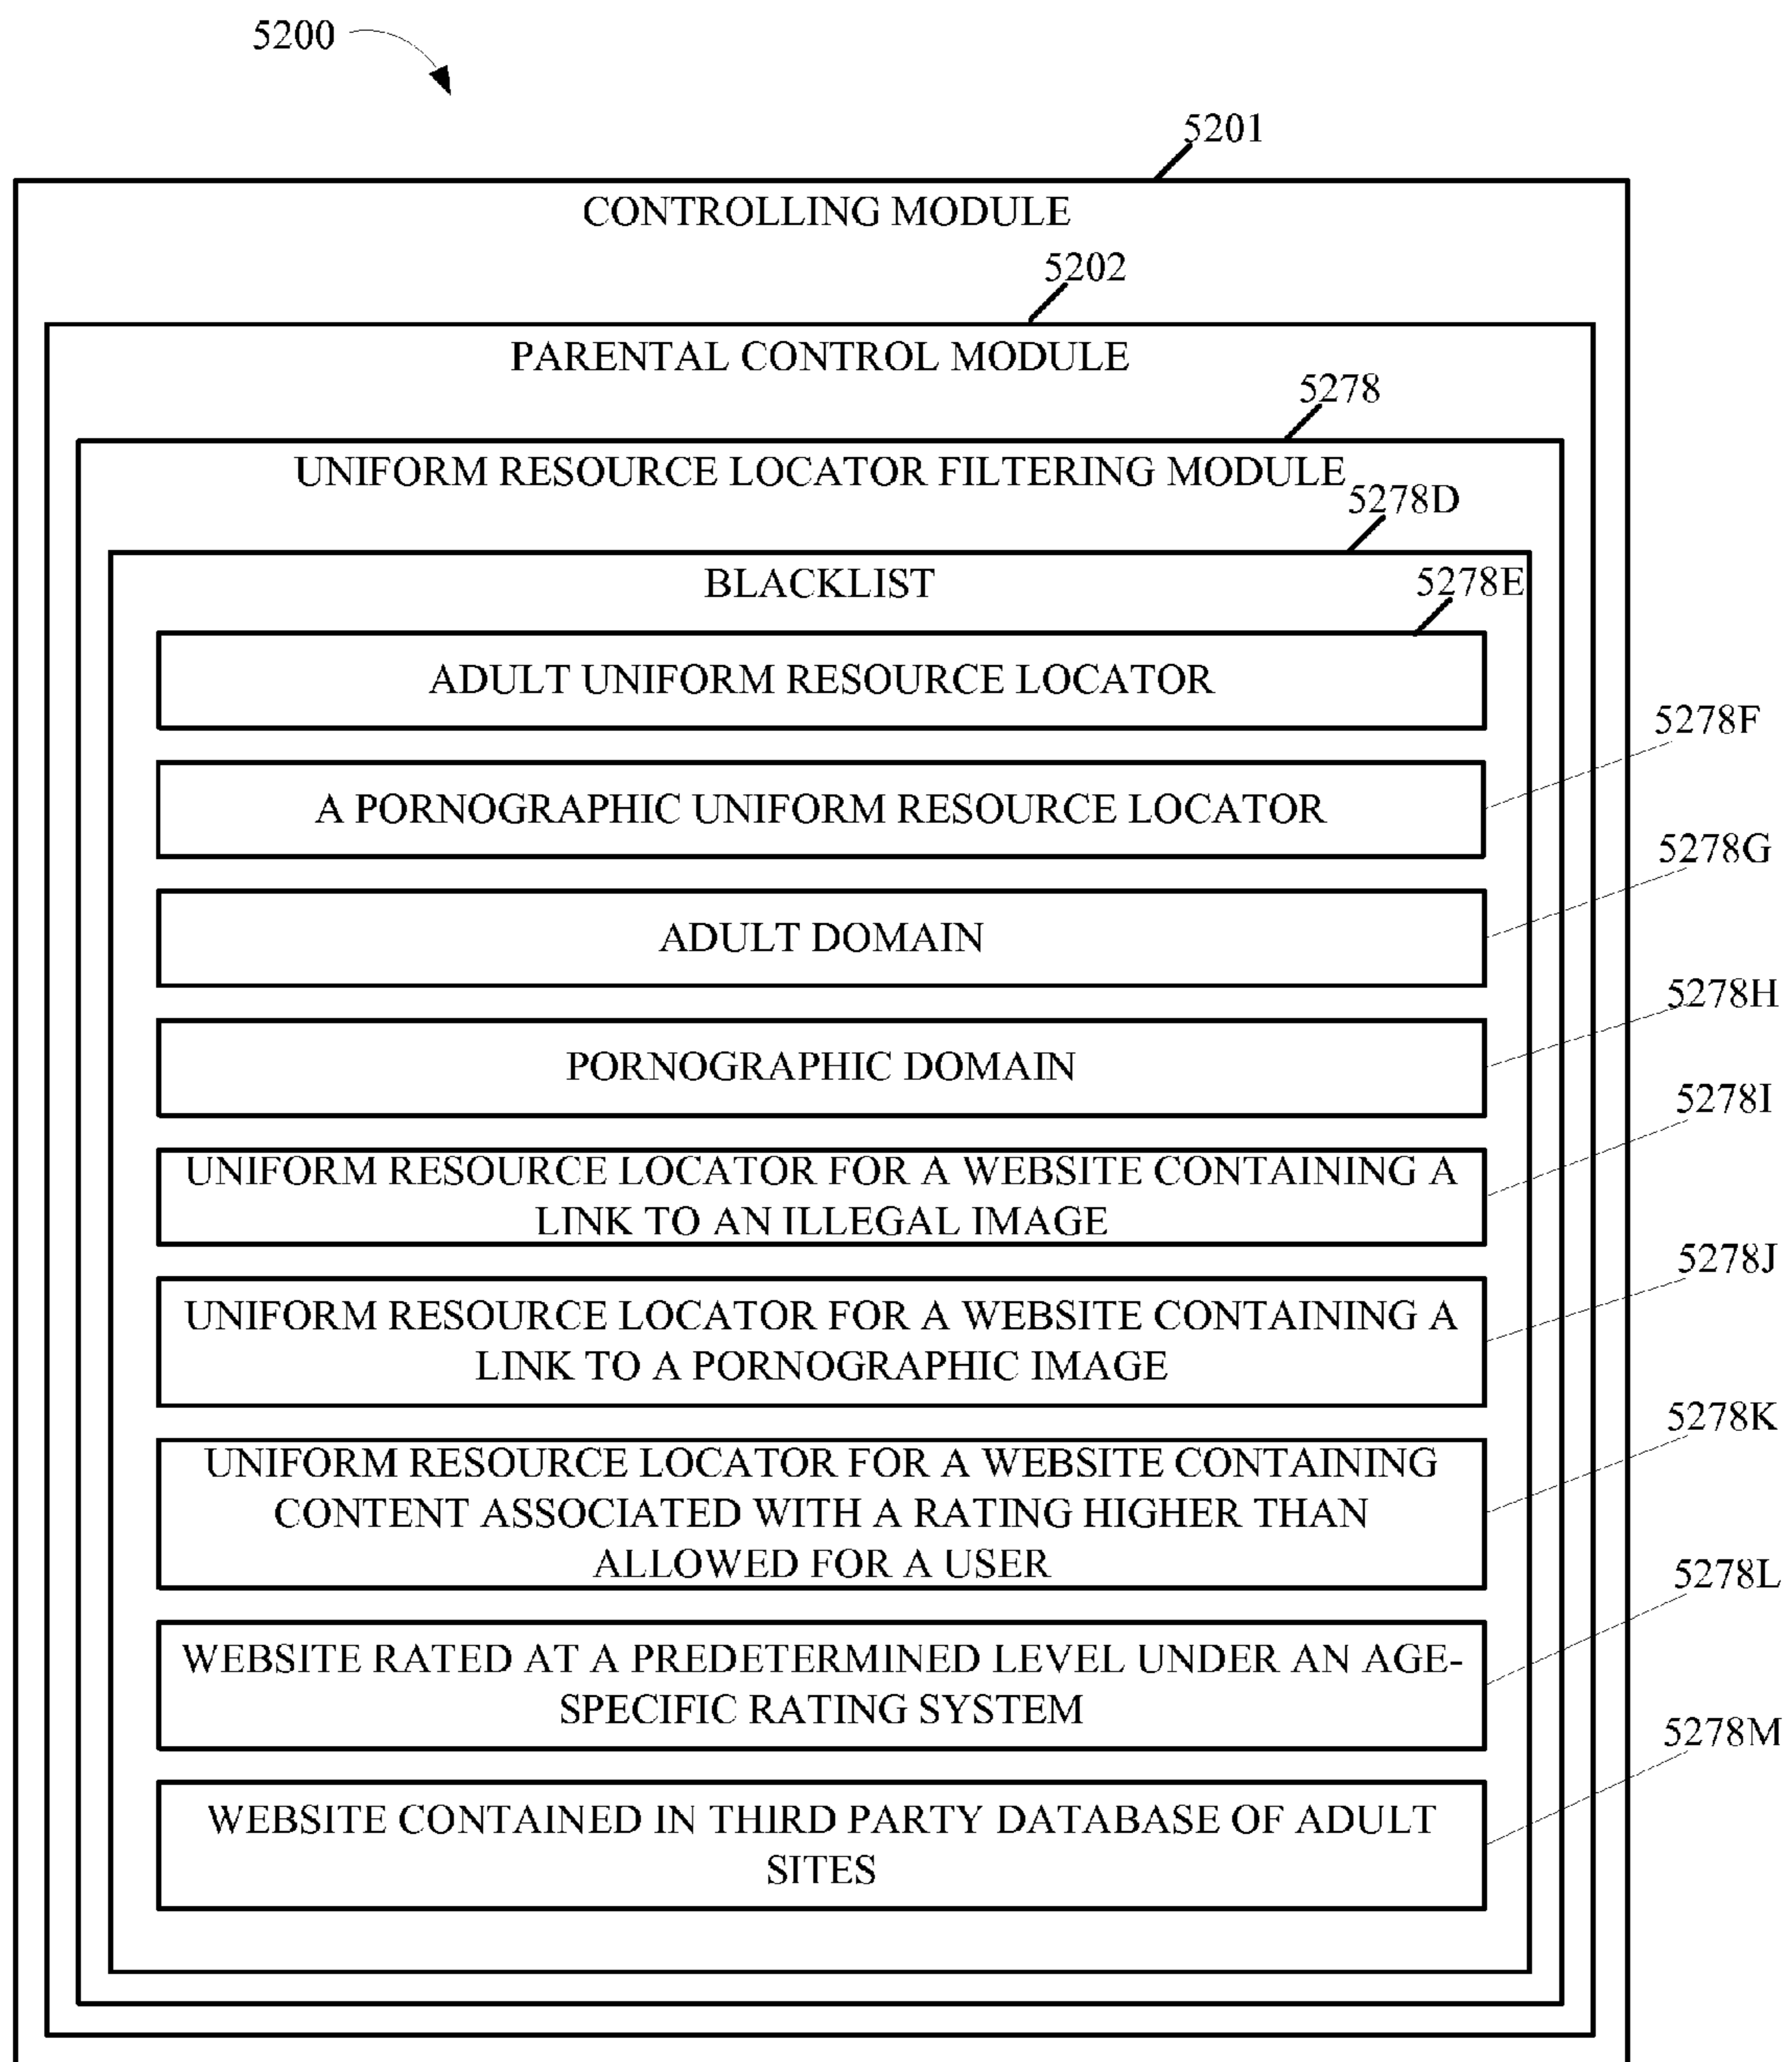 5200
5201
CONTROLLING MODULE
5202
PARENTAL CONTROL MODULE
5278
UNIFORM RESOURCE LOCATOR FILTERING MODULE
5278D
BLACKLIST
5278E
ADULT UNIFORM RESOURCE LOCATOR
5278F
A PORNOGRAPHIC UNIFORM RESOURCE LOCATOR
5278G
ADULT DOMAIN
5278H
PORNOGRAPHIC DOMAIN
5278I
UNIFORM RESOURCE LOCATOR FOR A WEBSITE CONTAINING A
LINK TO AN ILLEGAL IMAGE
5278J
UNIFORM RESOURCE LOCATOR FOR A WEBSITE CONTAINING A
LINK TO A PORNOGRAPHIC IMAGE
5278K
UNIFORM RESOURCE LOCATOR FOR A WEBSITE CONTAINING
CONTENT ASSOCIATED WITH A RATING HIGHER THAN
ALLOWED FOR A USER
5278L
WEBSITE RATED AT A PREDETERMINED LEVEL UNDER AN AGE-
SPECIFIC RATING SYSTEM
5278M
WEBSITE CONTAINED IN THIRD PARTY DATABASE OF ADULT
SITES